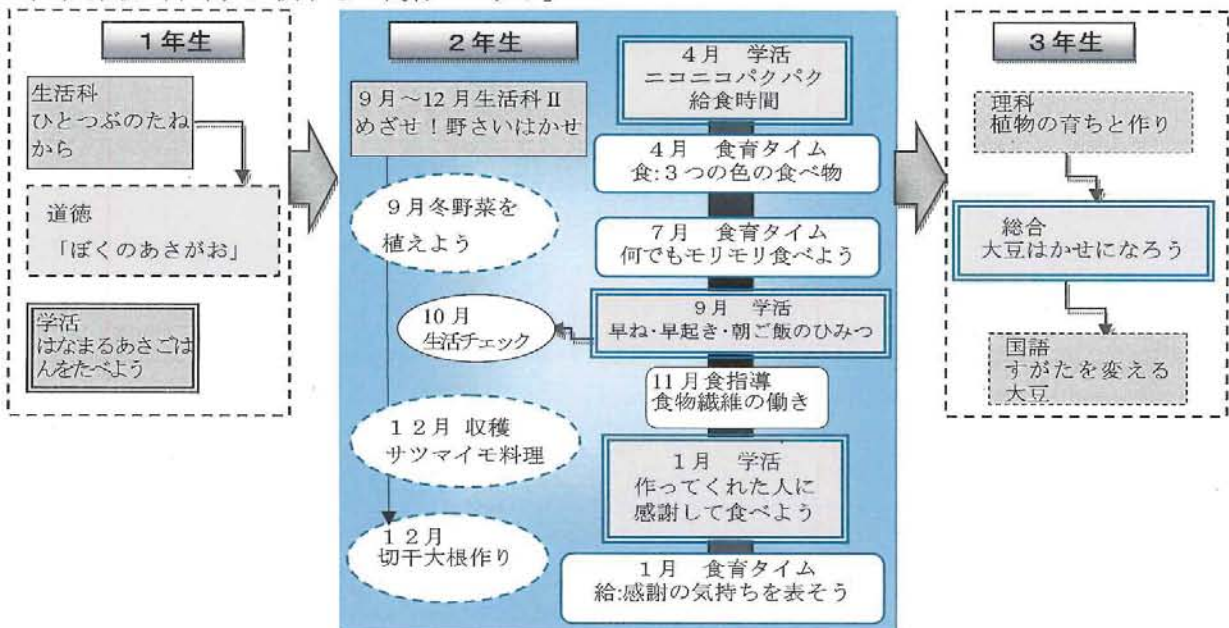 1年生
生活科
ひとつぶのたね
から
道徳
「ぼくのあさがお」
学活
はなまるあさごは
んをたべよう
2年生
9月～12月生活科Ⅱ
めざせ！野さいはかせ
9月冬野菜を
植えよう
10月
生活チェック
12月 収穫
サツマイモ料理
12月
切干大根作り
4月 学活
ニコニコパクパク
給食時間
4月 食育タイム
食:3つの色の食べ物
7月 食育タイム
何でもモリモリ食べよう
9月 学活
早ね・早起き・朝ご飯のひみつ
11月食指導
食物繊維の働き
1月 学活
作ってくれた人に
感謝して食べよう
1月 食育タイム
給:感謝の気持ちを表そう
3年生
理科
植物の育ちと作り
総合
大豆はかせになろう
国語
すがたを変える
大豆